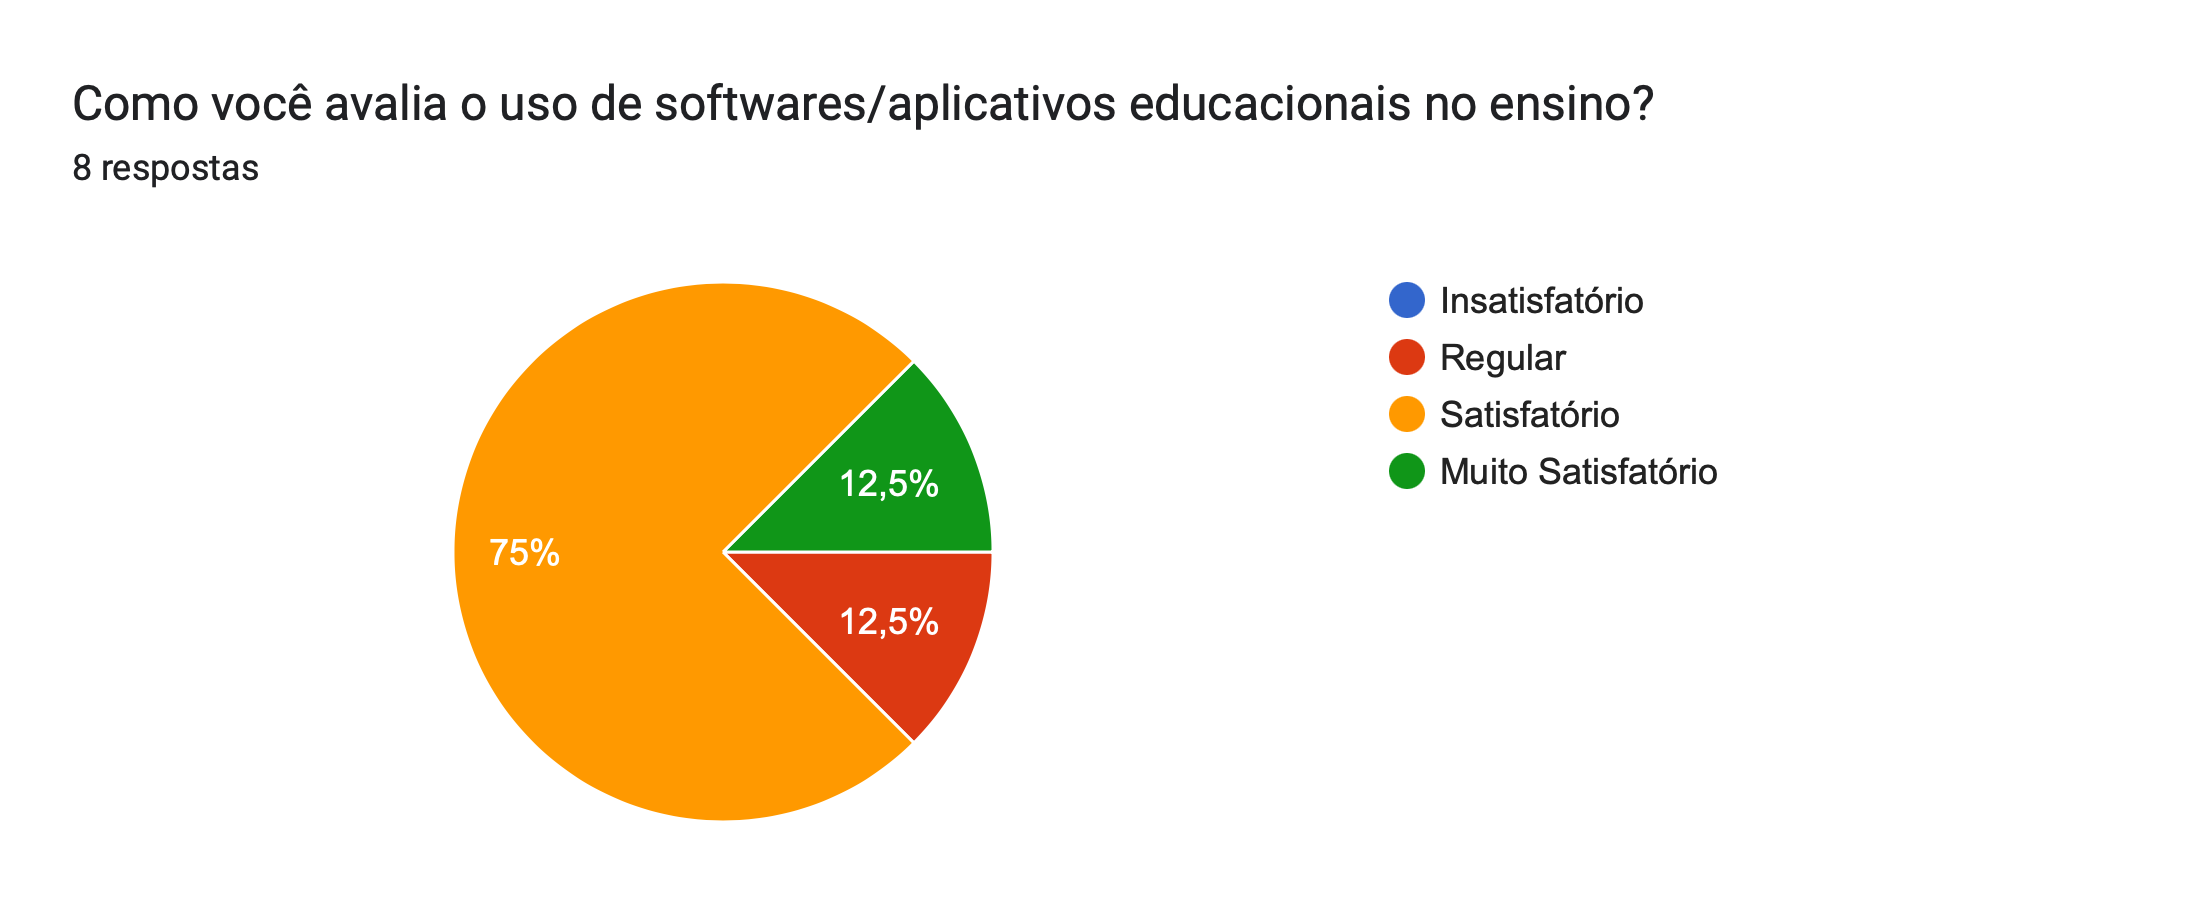 Como você avalia o uso de softwares/aplicativos educacionais no ensino?
8 respostas
Insatisfatório
Regular
Satisfatório
Muito Satisfatório
12,5%
75%
12,5%